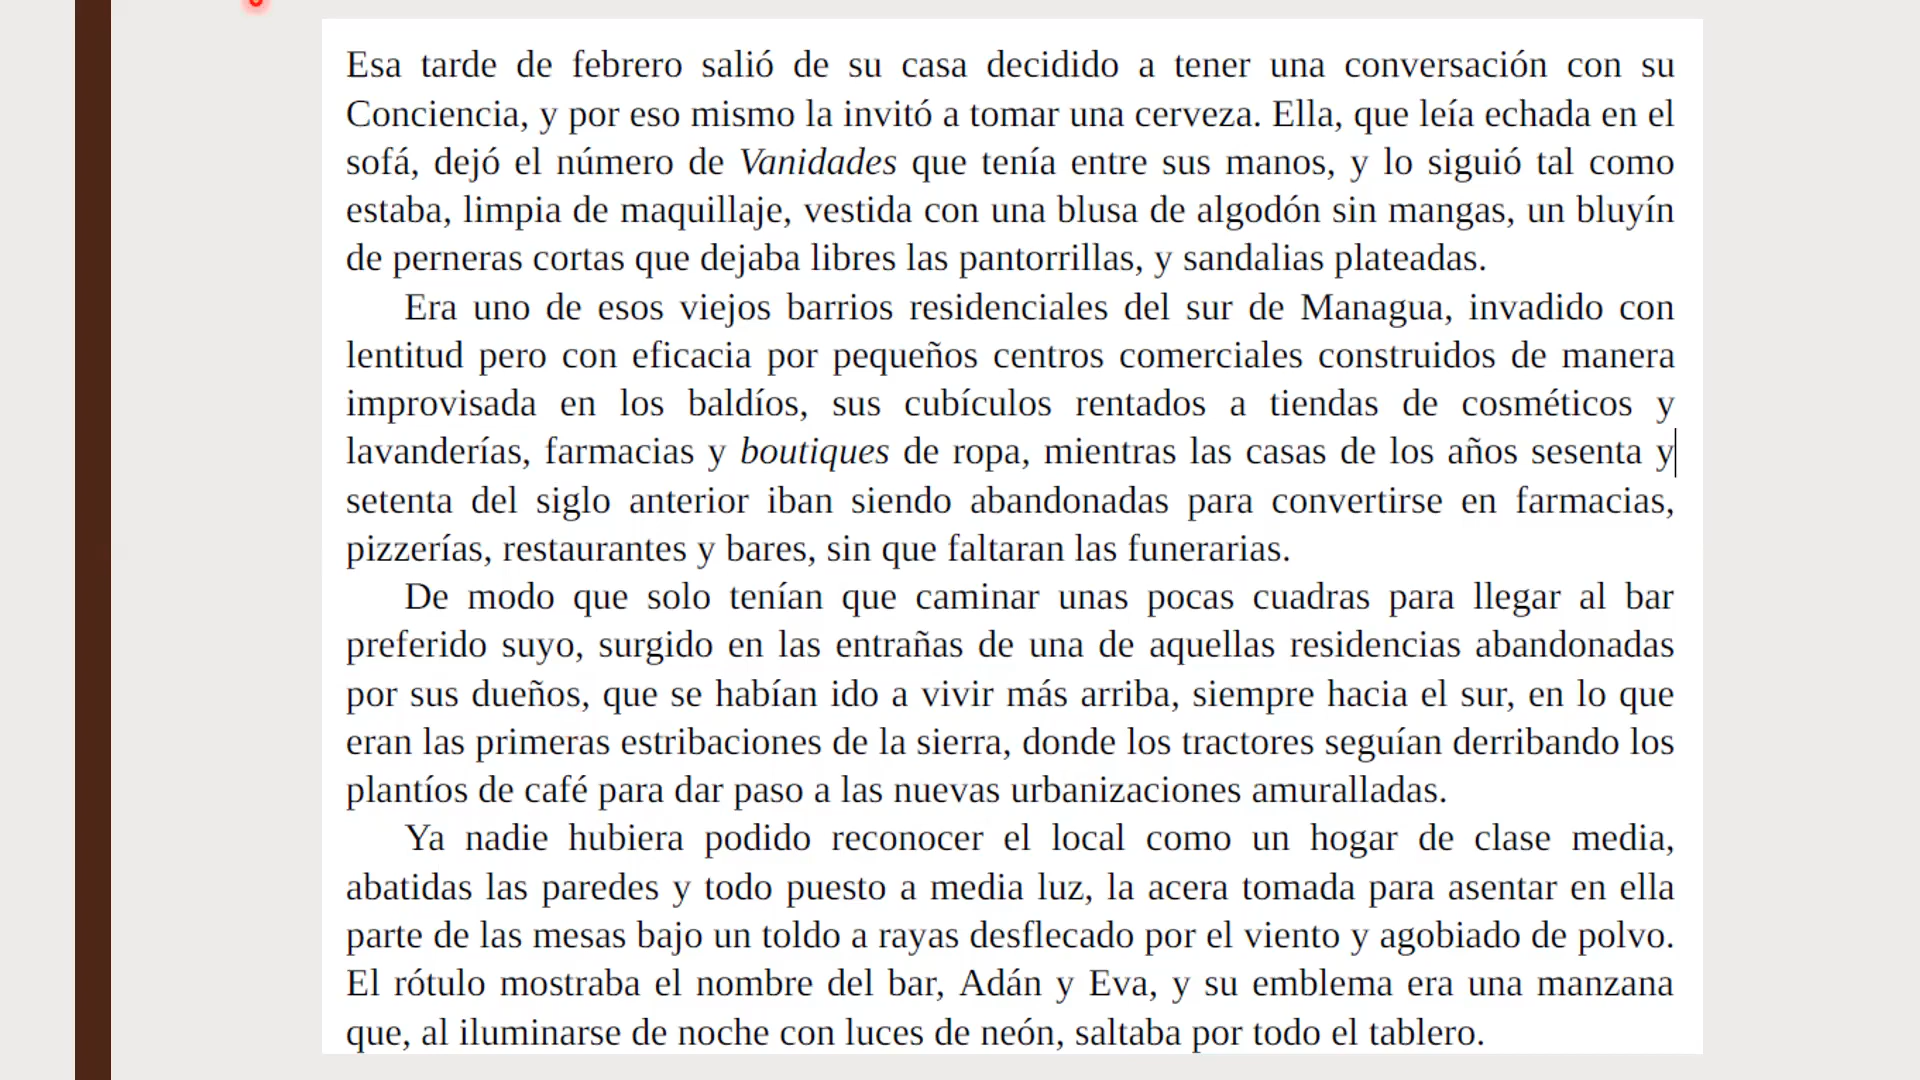 Esa tarde de febrero salió de su casa decidido a tener una conversación con su
Conciencia, y por eso mismo la invitó a tomar una cerveza. Ella, que leía echada en el
sofá, dejó el número de Vanidades que tenía entre sus manos, y lo siguió tal como
estaba, limpia de maquillaje, vestida con una blusa de algodón sin mangas, un bluyín
de perneras cortas que dejaba libres las pantorrillas, y sandalias plateadas.
Era uno de esos viejos barrios residenciales del sur de Managua, invadido con
lentitud pero con eficacia por pequeños centros comerciales construidos de manera
improvisada en los baldíos, sus cubículos rentados a tiendas de cosméticos y
lavanderías, farmacias y boutiques de ropa, mientras las casas de los años sesenta y
setenta del siglo anterior iban siendo abandonadas para convertirse en farmacias,
pizzerías, restaurantes y bares, sin que faltaran las funerarias.
De modo que solo tenían que caminar unas pocas cuadras para llegar al bar
preferido suyo, surgido en las entrañas de una de aquellas residencias abandonadas
por sus dueños, que se habían ido a vivir más arriba, siempre hacia el sur, en lo que
eran las primeras estribaciones de la sierra, donde los tractores seguían derribando los
plantíos de café para dar paso a las nuevas urbanizaciones amuralladas.
Ya nadie hubiera podido reconocer el local como un hogar de clase media,
abatidas las paredes y todo puesto a media luz, la acera tomada para asentar en ella
parte de las mesas bajo un toldo a rayas desflecado por el viento y agobiado de polvo.
El rótulo mostraba el nombre del bar, Adán y Eva, y su emblema era una manzana
que, al iluminarse de noche con luces de neón, saltaba por todo el tablero.